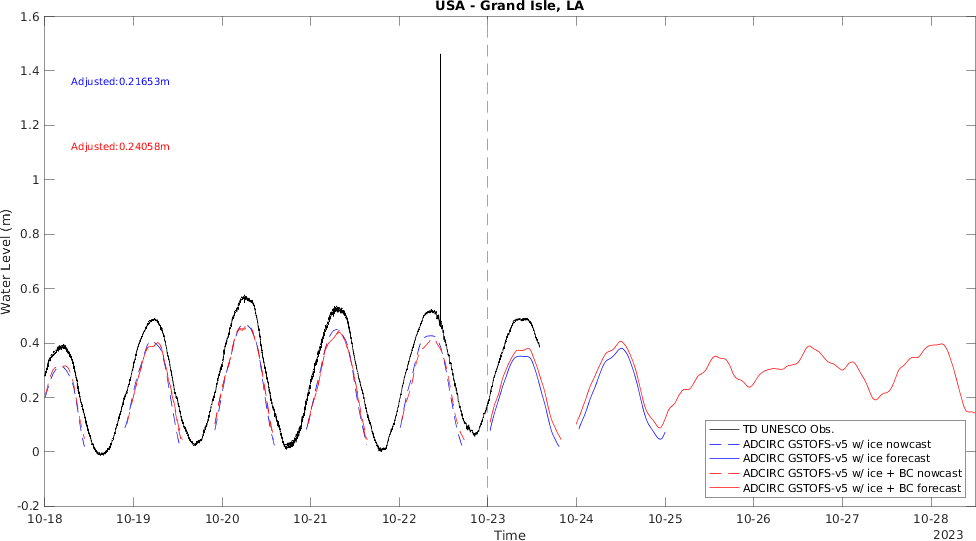 USA - Grand Isle, LA
1.6
1.4
1.2
1
0.8
0.6
0.4
0.2
0
-0.2
Water Level (m)
Adjusted:0.21653m
Adjusted:0.24058m
TD UNESCO Obs.
ADCIRC GSTOFS-v5 w/ ice nowcast
ADCIRC GSTOFS-v5 w/ ice forecast
ADCIRC GSTOFS-v5 w/ ice + BC nowcast
ADCIRC GSTOFS-v5 w/ ice + BC forecast
10-18 10-19 10-20 10-21 10-22 10-23 10-24 10-25 10-26 10-27 10-28
Time
2023